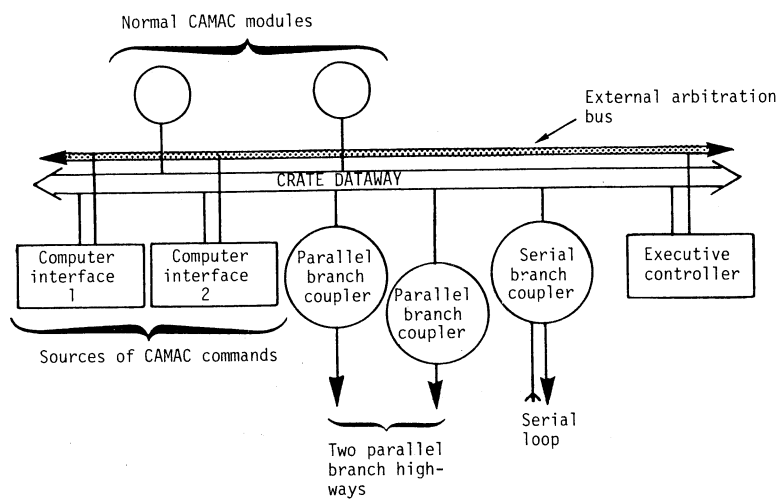 Normal CAMAC modules
External arbitration
bus
CRATE DATAWAY
Computer
interface
1
Computer
interface
2
Parallel
branch
coupler
Parallel
branch
coupler
Serial
branch
coupler
Executive
controller
Sources of CAMAC commands
Serial
loop
Two parallel
branch high-
ways